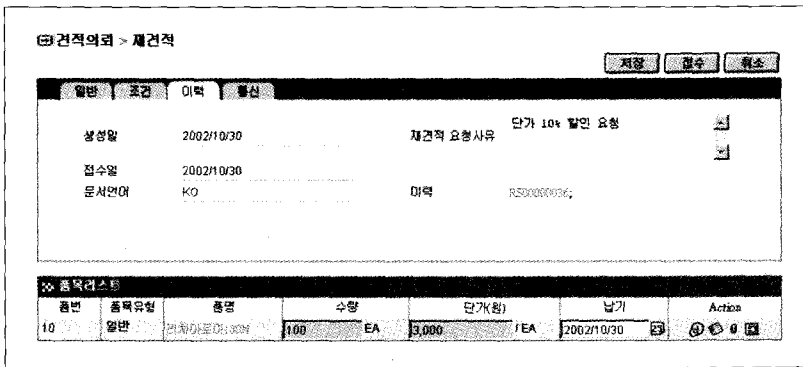 견적의뢰 > 재견적
저장 접수 취소
일반 조건 이력 통신
생성일 2002/10/30 재견적 요청사유 단가 10% 할인 요청
접수일 2002/10/30
문서언어 KO 이력
품목리스트
품번 품목유형 품명 수량 단가(원) 납기 Action
10 일반 100 EA 3,000 / EA 2002/10/30